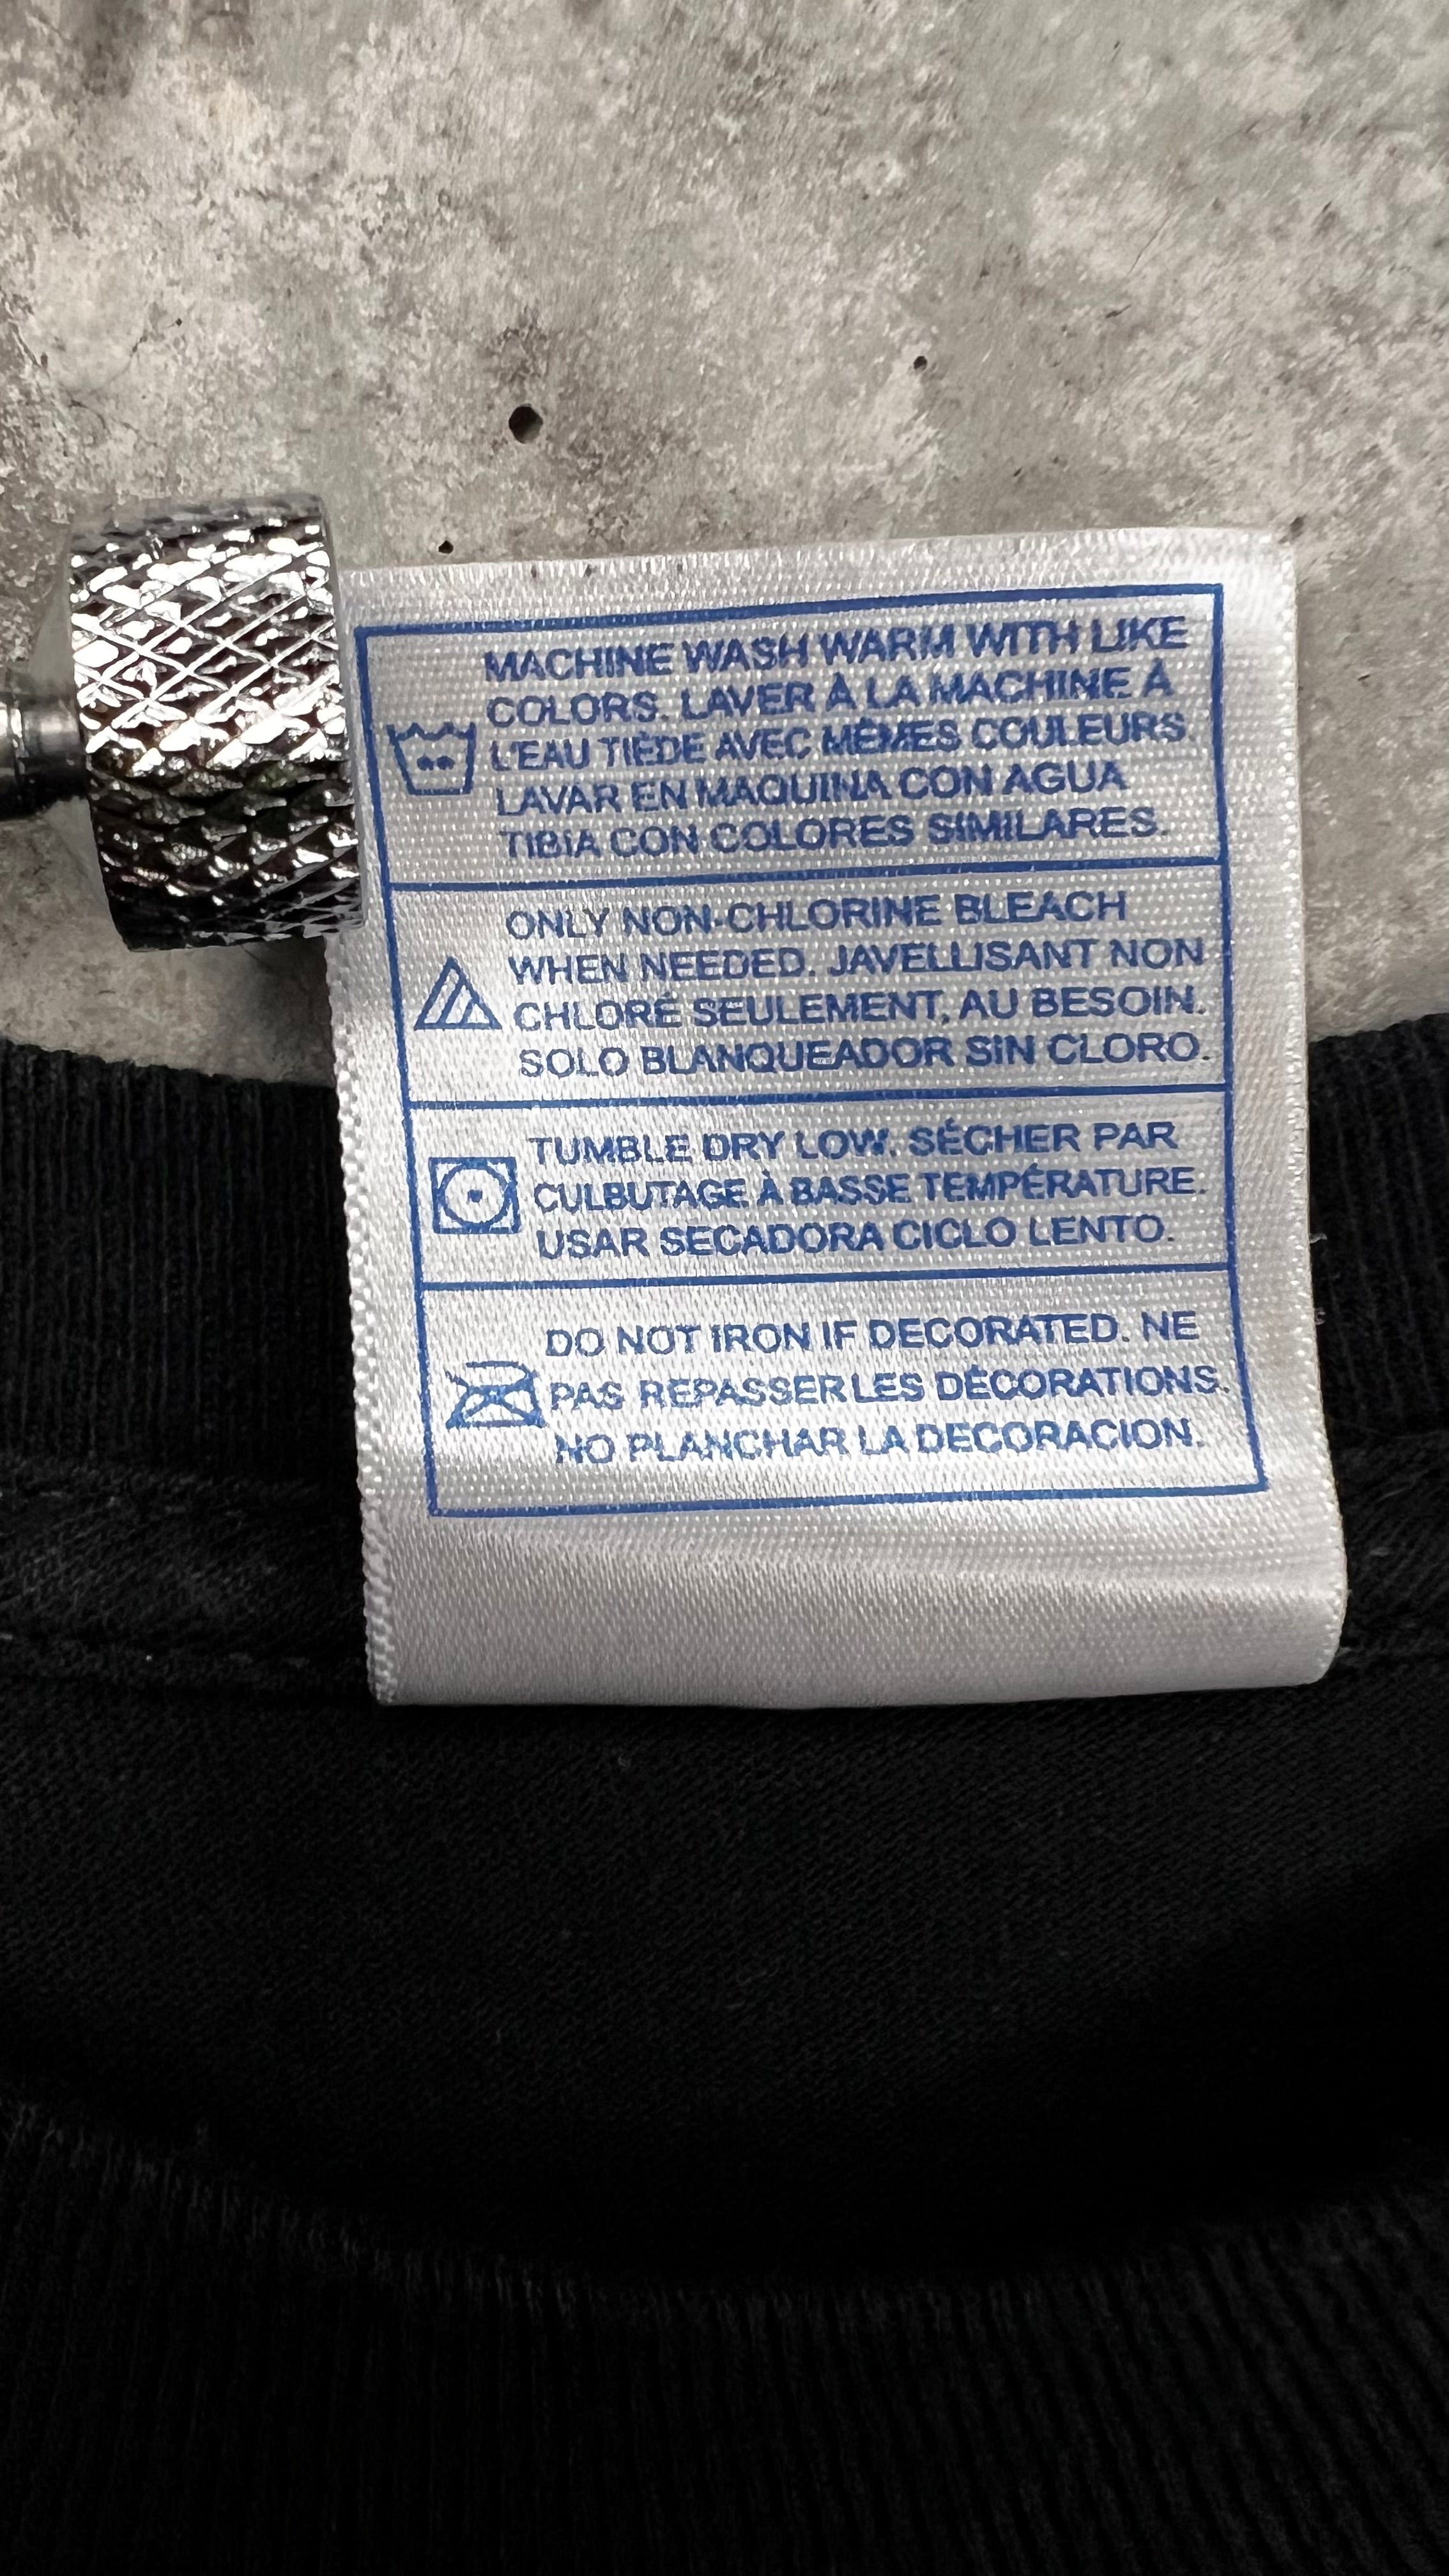 MACHINE WASH WARM WITH LIKE
COLORS. LAVER À LA MACHINE À
L'EAU TIÈDE AVEC MÊMES COULEURS.
LAVAR EN MAQUINA CON AGUA
TIBIA CON COLORES SIMILARES.
ONLY NON-CHLORINE BLEACH
WHEN NEEDED. JAVELLISANT NON
CHLORÉ SEULEMENT, AU BESOIN.
SOLO BLANQUEADOR SIN CLORO.
TUMBLE DRY LOW. SÉCHER PAR
CULBUTAGE À BASSE TEMPÉRATURE.
USAR SECADORA CICLO LENTO.
DO NOT IRON IF DECORATED. NE
PAS REPASSER LES DÉCORATIONS.
NO PLANCHAR LA DECORACION.